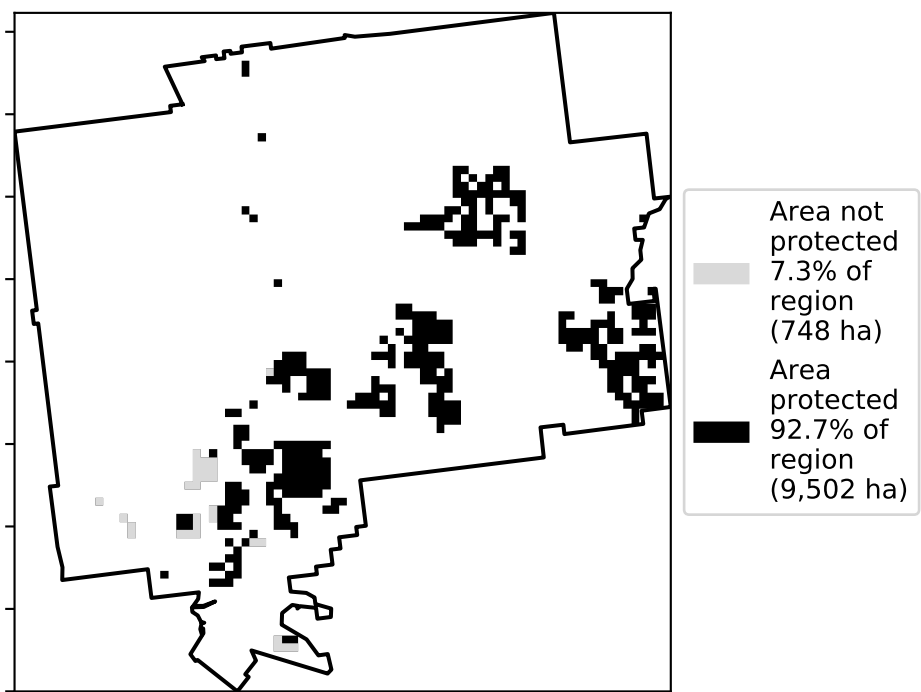 Area not
protected
7.3% of
region
(748 ha)
Area
protected
92.7% of
region
(9,502 ha)